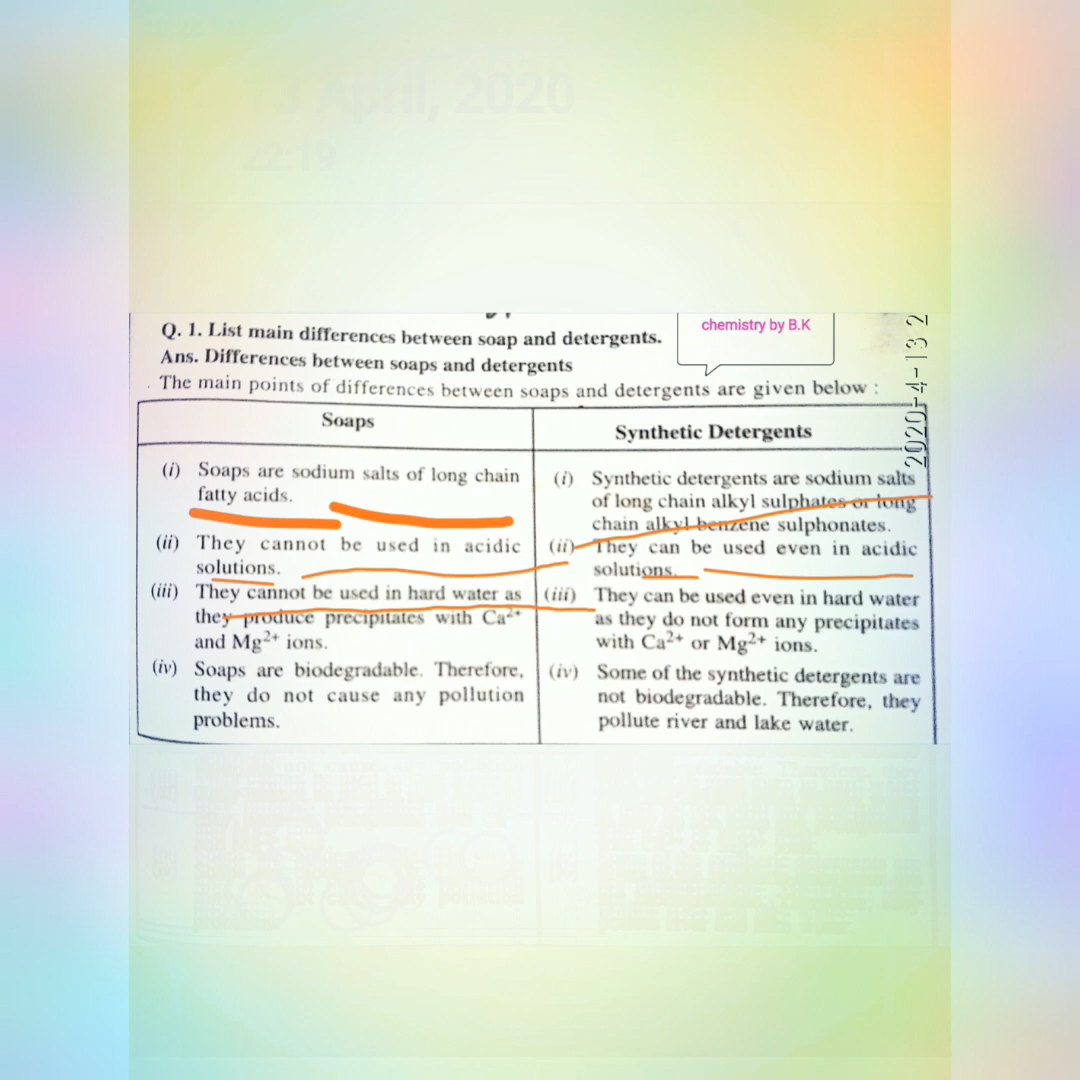 13 April, 2020
22:19
Q. 1. List main differences between soap and detergents.
chemistry by B.K
Ans. Differences between soaps and detergents
The main points of differences between soaps and detergents are given below :
2020-4-13 2
Soaps
(i) Soaps are sodium salts of long chain
fatty acids.
(ii) They cannot be used in acidic
solutions.
(iii) They cannot be used in hard water as
they produce precipitates with Ca²⁺
and Mg²⁺ ions.
(iv) Soaps are biodegradable. Therefore,
they do not cause any pollution
problems.
Synthetic Detergents
(i) Synthetic detergents are sodium salts
of long chain alkyl sulphates or long
chain alkyl benzene sulphonates.
(ii) They can be used even in acidic
solutions.
(iii) They can be used even in hard water
as they do not form any precipitates
with Ca²⁺ or Mg²⁺ ions.
(iv) Some of the synthetic detergents are
not biodegradable. Therefore, they
pollute river and lake water.